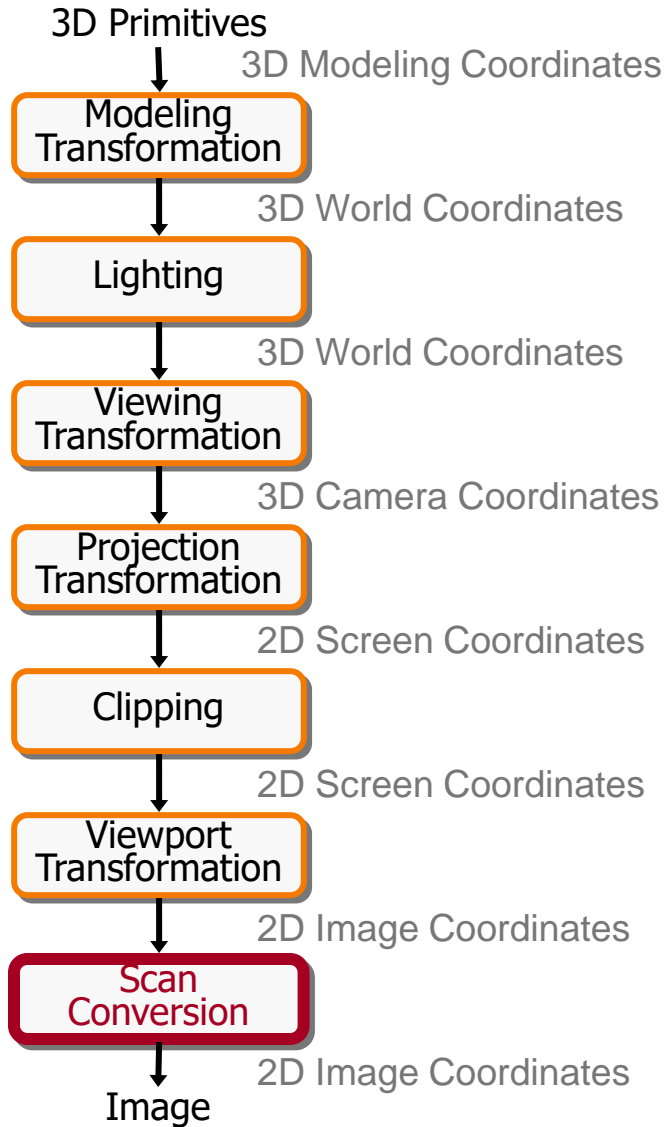 3D Primitives
3D Modeling Coordinates
Modeling
Transformation
3D World Coordinates
Lighting
3D World Coordinates
Viewing
Transformation
3D Camera Coordinates
Projection
Transformation
2D Screen Coordinates
Clipping
2D Screen Coordinates
Viewport
Transformation
2D Image Coordinates
Scan
Conversion
2D Image Coordinates
Image